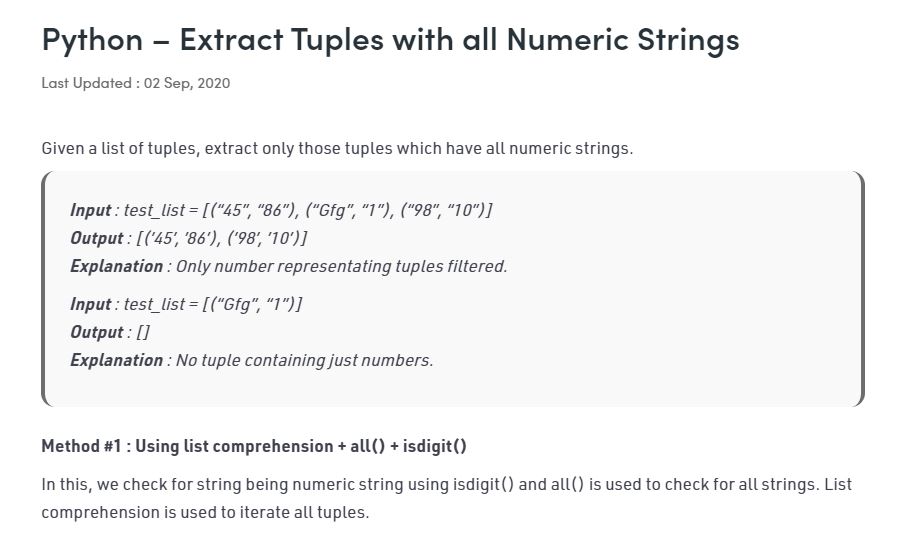 Python – Extract Tuples with all Numeric Strings
Last Updated : 02 Sep, 2020
Given a list of tuples, extract only those tuples which have all numeric strings.
Input : test_list = [(“45”, “86”), (“Gfg”, “1”), (“98”, “10”)]
Output : [(‘45’, ’86’), (‘98’, ’10’)]
Explanation : Only number representating tuples filtered.
Input : test_list = [(“Gfg”, “1”)]
Output : []
Explanation : No tuple containing just numbers.
Method #1 : Using list comprehension + all() + isdigit()
In this, we check for string being numeric string using isdigit() and all() is used to check for all strings. List
comprehension is used to iterate all tuples.